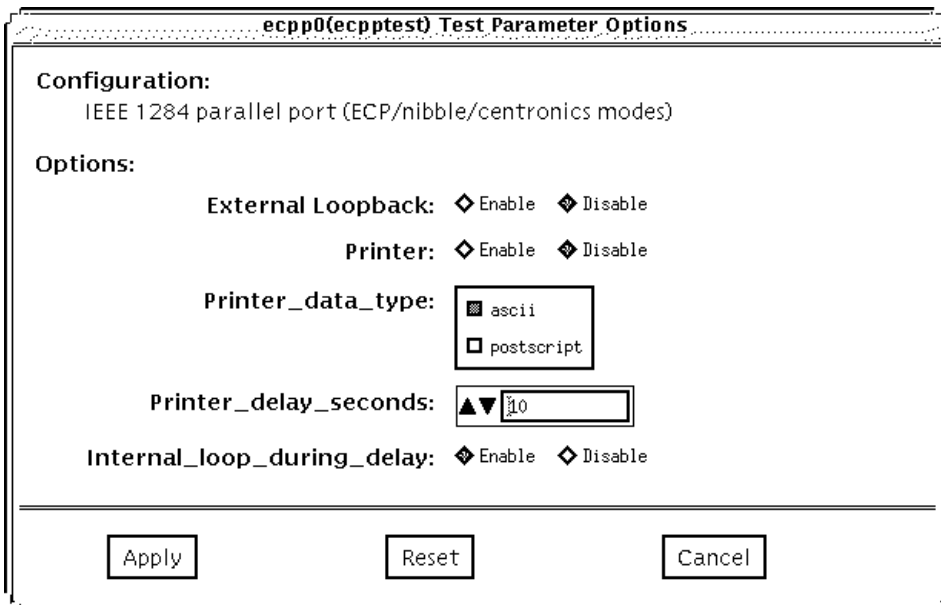 ecpp0(ecpptest) Test Parameter Options
Configuration:
IEEE 1284 parallel port (ECP/nibble/centronics modes)
Options:
External Loopback: Enable Disable
Printer: Enable Disable
Printer_data_type: ascii
postscript
Printer_delay_seconds: 10
Internal_loop_during_delay: Enable Disable
Apply Reset Cancel